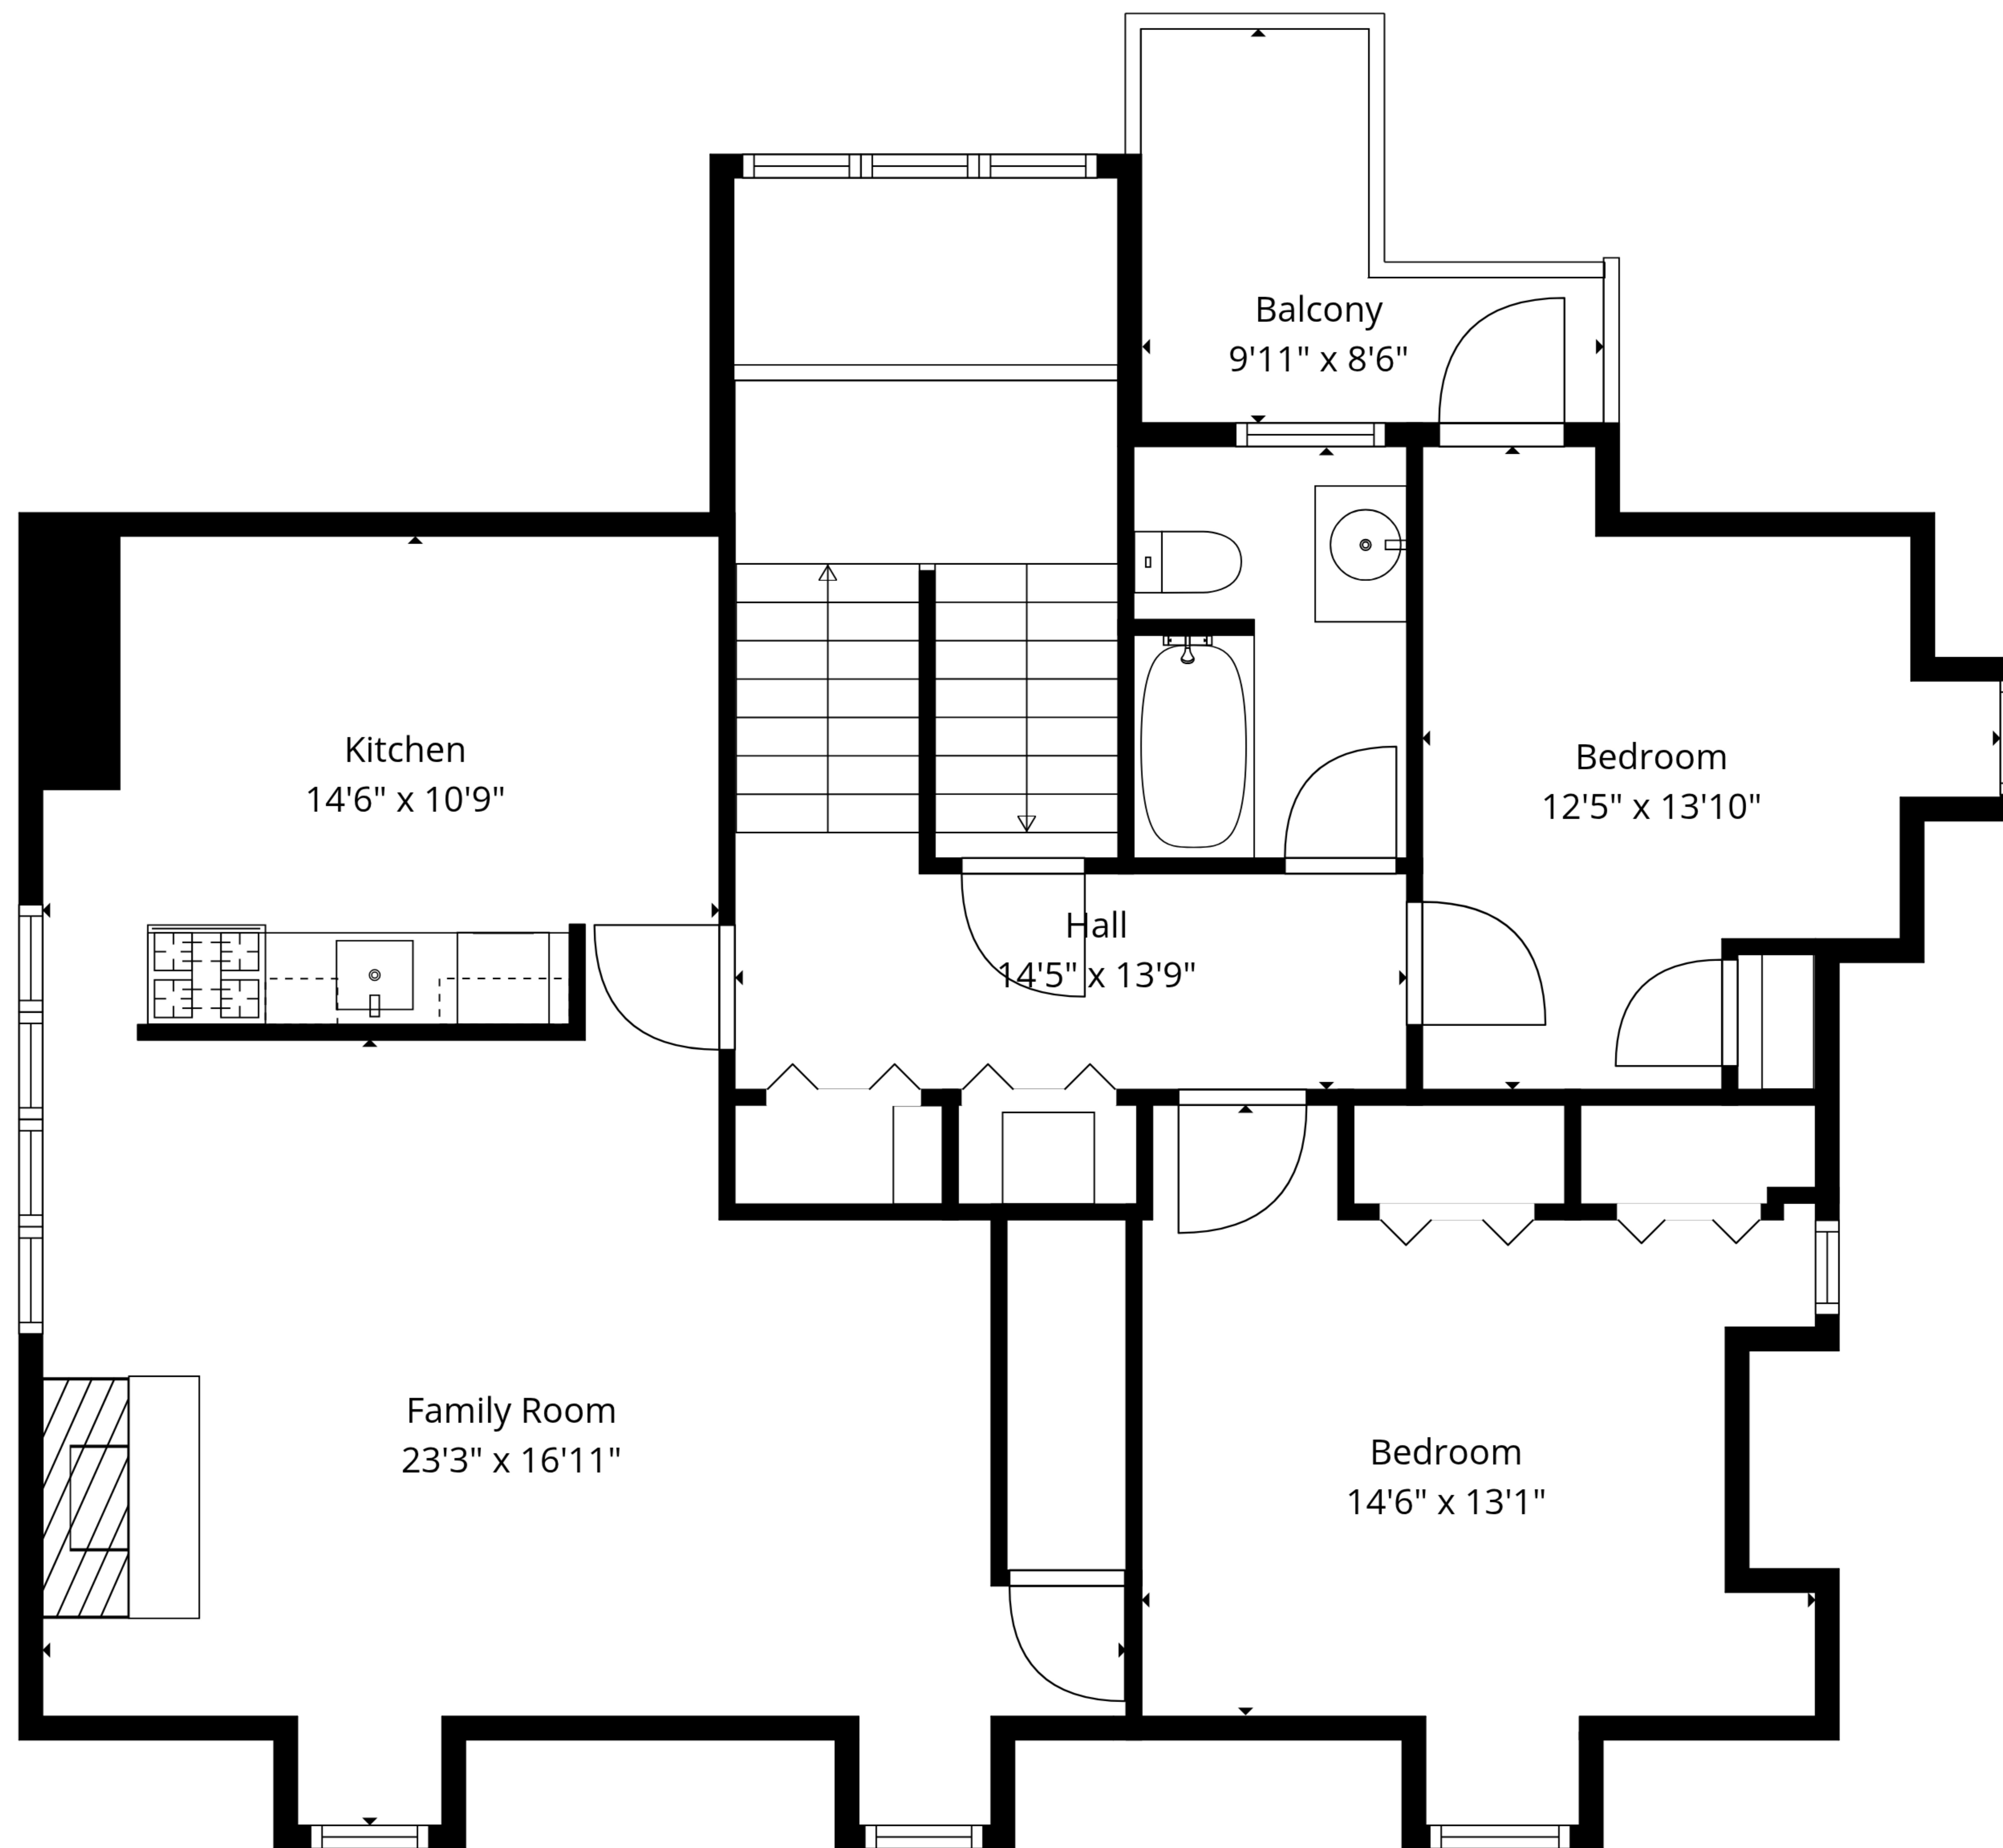 Balcony
9'11" x 8'6"
Kitchen
14'6" x 10'9"
Bedroom
12'5" x 13'10"
Hall
14'5" x 13'9"
Family Room
23'3" x 16'11"
Bedroom
14'6" x 13'1"